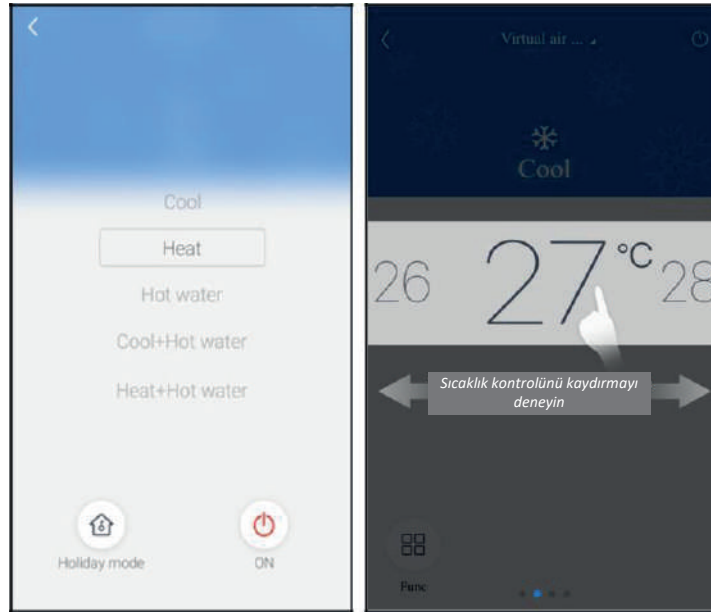 Cool
Heat
Hot water
Cool+Hot water
Heat+Hot water
Holiday mode
ON
Virtual air ...
Cool
26
27 °C
28
Sıcaklık kontrolünü kaydırmayı
deneyin
Func